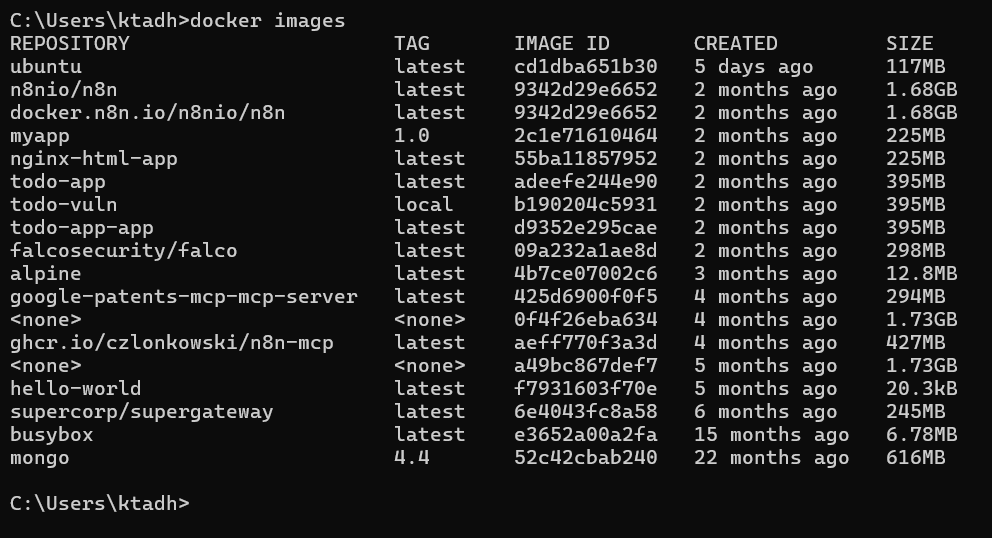 C:\Users\ktadh>docker images
REPOSITORY                      TAG       IMAGE ID       CREATED         SIZE
ubuntu                          latest    cd1dba651b30   5 days ago      117MB
n8nio/n8n                       latest    9342d29e6652   2 months ago    1.68GB
docker.n8n.io/n8nio/n8n         latest    9342d29e6652   2 months ago    1.68GB
myapp                           1.0       2c1e71610464   2 months ago    225MB
nginx-html-app                  latest    55ba11857952   2 months ago    225MB
todo-app                        latest    adeefe244e90   2 months ago    395MB
todo-vuln                       local     b190204c5931   2 months ago    395MB
todo-app-app                    latest    d9352e295cae   2 months ago    395MB
falcosecurity/falco             latest    09a232a1ae8d   2 months ago    298MB
alpine                          latest    4b7ce07002c6   3 months ago    12.8MB
google-patents-mcp-mcp-server   latest    425d6900f0f5   4 months ago    294MB
<none>                          <none>    0f4f26eba634   4 months ago    1.73GB
ghcr.io/czlonkowski/n8n-mcp     latest    aeff770f3a3d   4 months ago    427MB
<none>                          <none>    a49bc867def7   5 months ago    1.73GB
hello-world                     latest    f7931603f70e   5 months ago    20.3kB
supercorp/supergateway          latest    6e4043fc8a58   6 months ago    245MB
busybox                         latest    e3652a00a2fa   15 months ago   6.78MB
mongo                           4.4       52c42cbab240   22 months ago   616MB
C:\Users\ktadh>